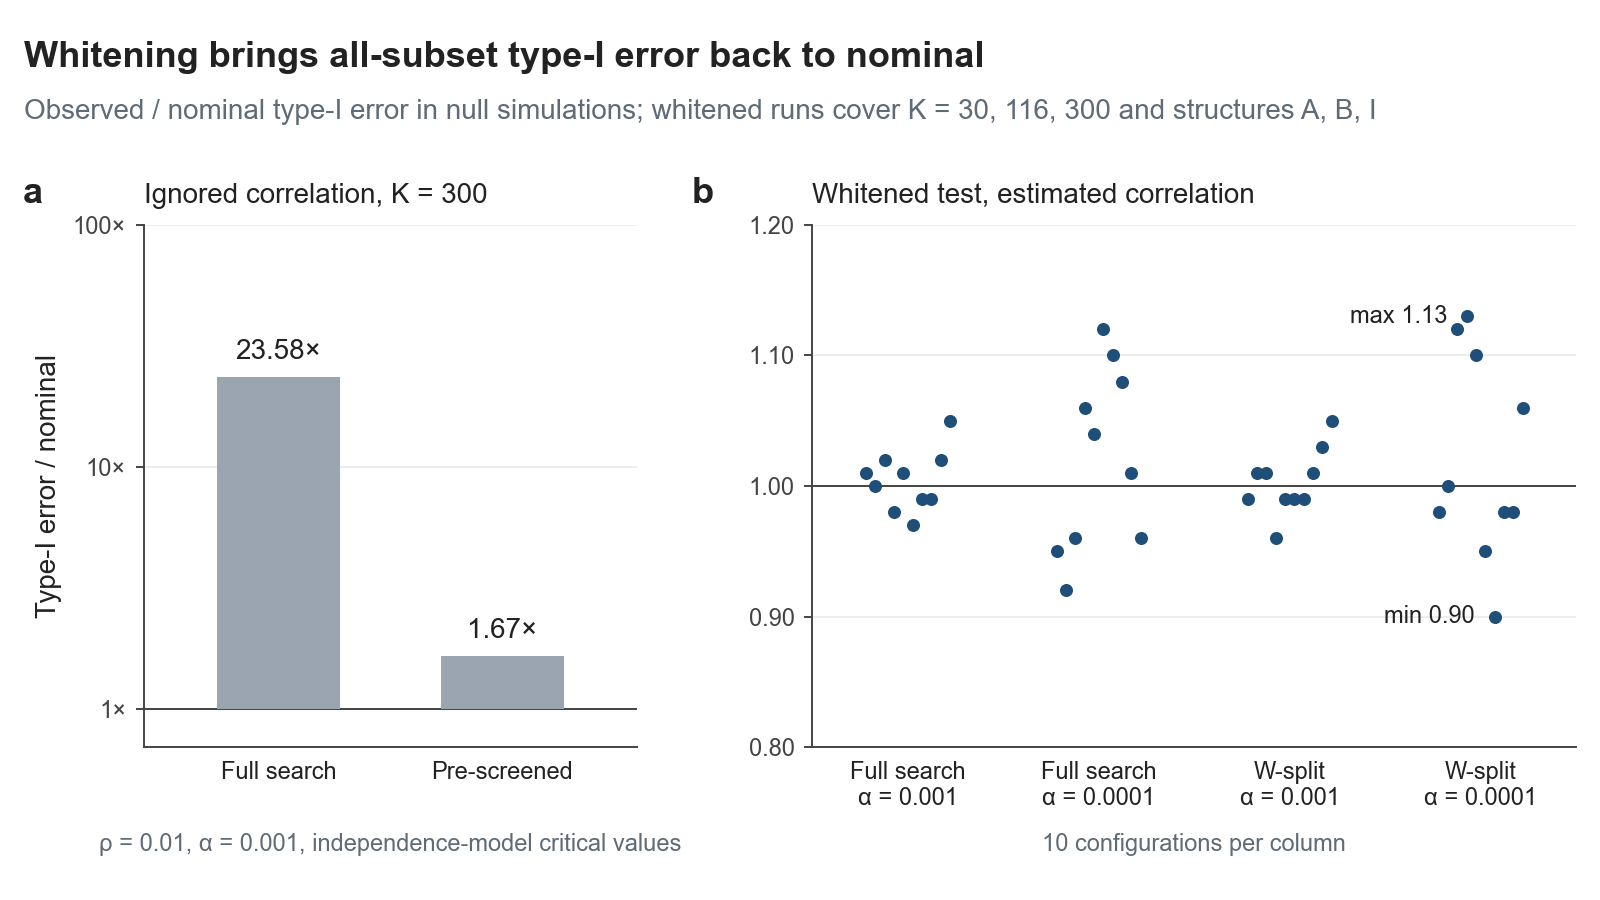 Whitening brings all-subset type-I error back to nominal
Observed / nominal type-I error in null simulations; whitened runs cover K = 30, 116, 300 and structures A, B, I
a
Ignored correlation, K = 300
Type-I error / nominal
100×
10×
1×
23.58×
1.67×
Full search
Pre-screened
ρ = 0.01, α = 0.001, independence-model critical values
b
Whitened test, estimated correlation
1.20
1.10
1.00
0.90
0.80
max 1.13
min 0.90
Full search
α = 0.001
Full search
α = 0.0001
W-split
α = 0.001
W-split
α = 0.0001
10 configurations per column